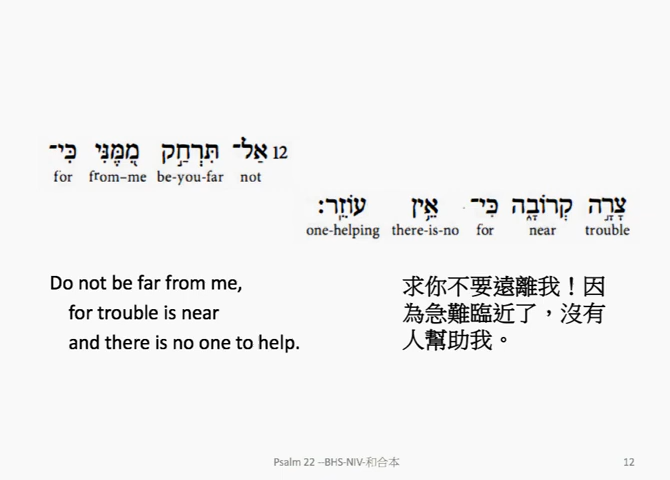 12 אַל־ תִּרְחַ֣ק מִ֭מֶּנִּי כִּי־
for from–me be-you-far not
צָרָ֣ה קְרוֹבָ֑ה כִּי־ אֵ֥ין עוֹזֵֽר׃
one-helping there-is-no for near trouble
Do not be far from me,
for trouble is near
and there is no one to help.
求你不要遠離我！因
為急難臨近了，沒有
人幫助我。
Psalm 22 --BHS-NIV-和合本
12